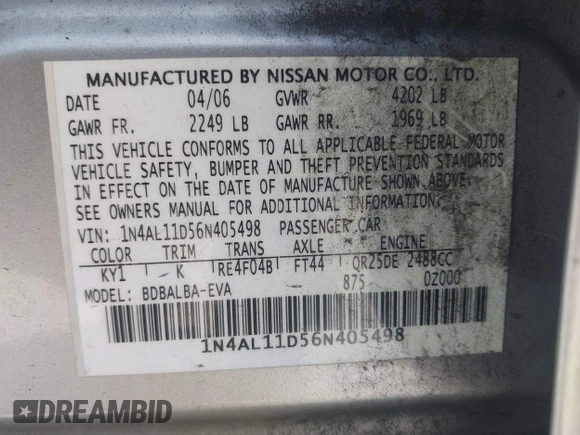 MANUFACTURED BY NISSAN MOTOR CO., LTD.
DATE 04/06 GVWR 4202 LB
GAWR FR. 2249 LB GAWR RR. 1969 LB
THIS VEHICLE CONFORMS TO ALL APPLICABLE FEDERAL MOTOR
VEHICLE SAFETY, BUMPER AND THEFT PREVENTION STANDARDS
IN EFFECT ON THE DATE OF MANUFACTURE SHOWN ABOVE.
SEE OWNERS MANUAL FOR ADDITIONAL INFORMATION.
VIN: 1N4AL11D56N405498 PASSENGER CAR
COLOR TRIM TRANS AXLE ENGINE
KY1 K RE4F04B FT44 QR25DE 2488CC
MODEL: BDBALBA-EVA 875 0Z000
1N4AL11D56N405498
DREAMBID